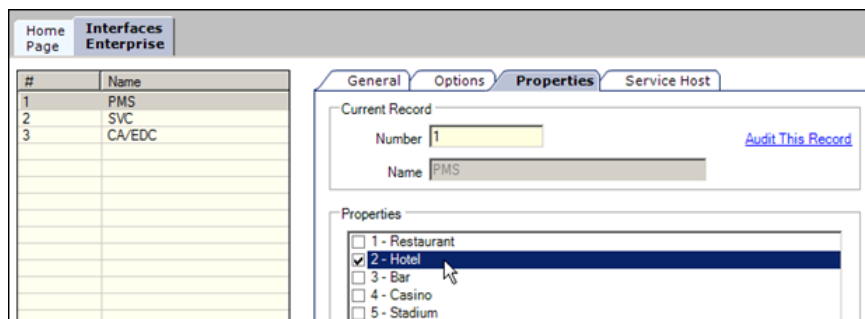 Home Page
Interfaces Enterprise
# Name
1 PMS
2 SVC
3 CA/EDC
General Options Properties Service Host
Current Record
Number 1
Audit This Record
Name PMS
Properties
1 - Restaurant
2 - Hotel
3 - Bar
4 - Casino
5 - Stadium